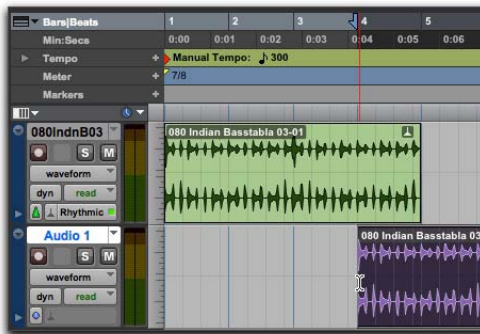 Bars|Beats 1 2 3 4 5
Min:Secs 0:00 0:01 0:02 0:03 0:04 0:05 0:06
Tempo + Manual Tempo: 300
Meter + 7/8
Markers +
080IndnB03
S M
waveform
dyn read
Rhythmic
080 Indian Basstabla 03-01
Audio 1
S M
waveform
dyn read
080 Indian Basstabla 03